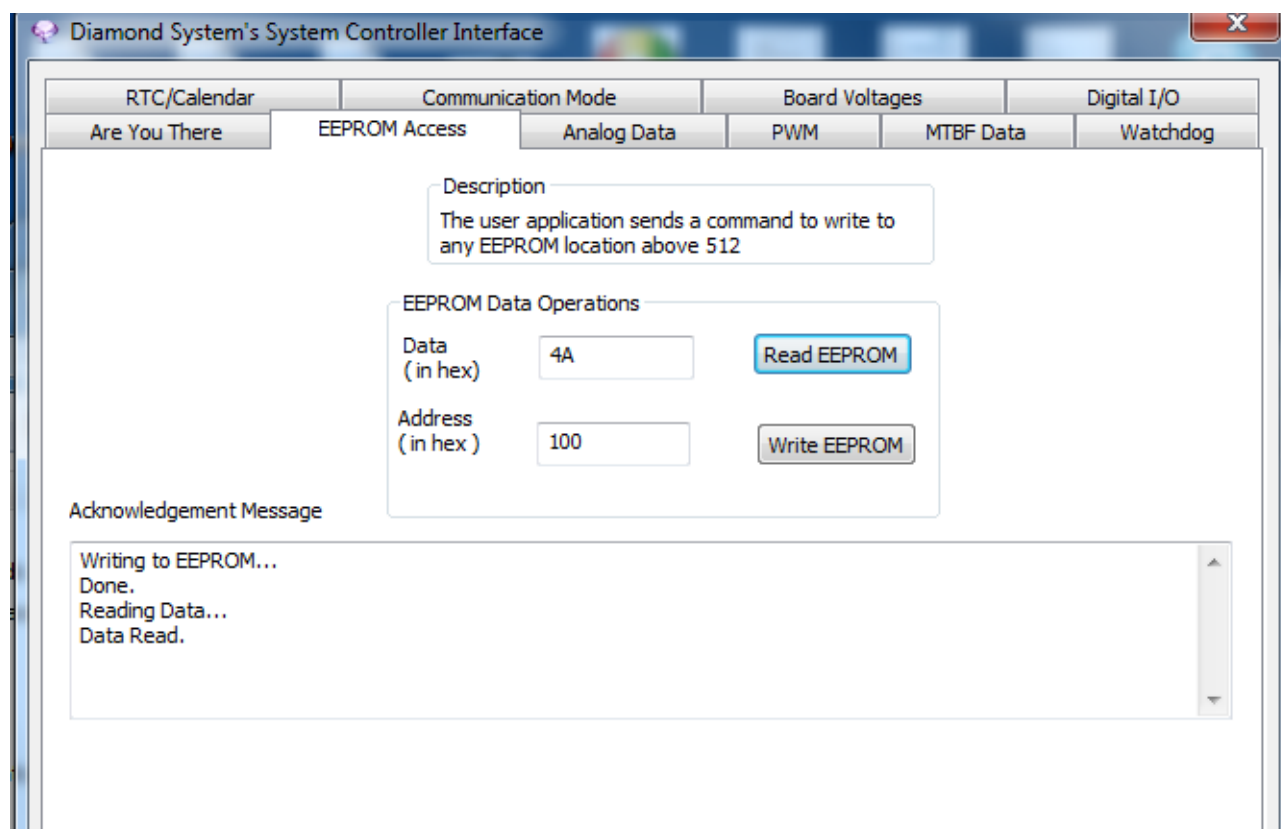 Diamond System's System Controller Interface
X
RTC/Calendar Communication Mode Board Voltages Digital I/O
Are You There EEPROM Access Analog Data PWM MTBF Data Watchdog
Description
The user application sends a command to write to
any EEPROM location above 512
EEPROM Data Operations
Data
( in hex)
4A
Read EEPROM
Address
( in hex )
100
Write EEPROM
Acknowledgement Message
Writing to EEPROM...
Done.
Reading Data...
Data Read.